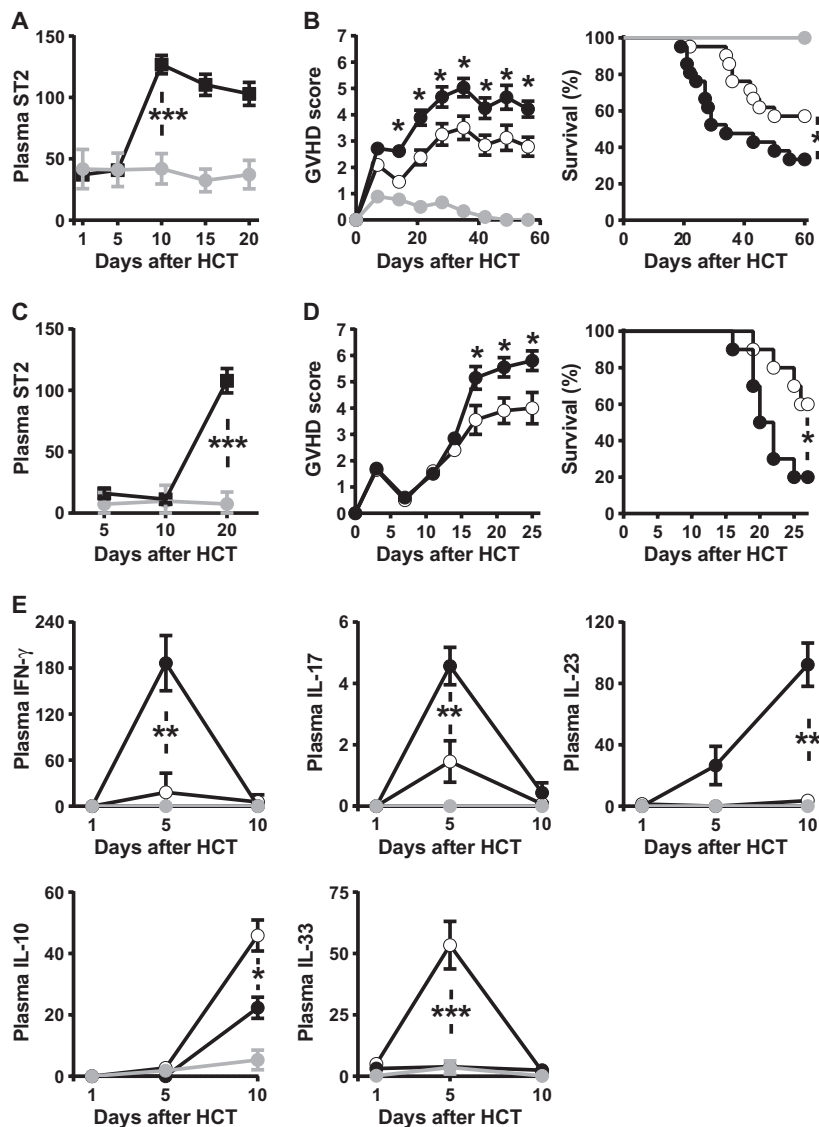 A
Plasma ST2
150
100
50
0
***
1 5 10 15 20
Days after HCT
B
GVHD score
7
6
5
4
3
2
1
0
* * * * * * *
0 20 40 60
Days after HCT
Survival (%)
100
80
60
40
20
0
*
0 20 40 60
Days after HCT
C
Plasma ST2
150
100
50
0
***
5 10 20
Days after HCT
D
GVHD score
7
6
5
4
3
2
1
0
* * *
0 5 10 15 20 25
Days after HCT
Survival (%)
100
80
60
40
20
0
*
0 5 10 15 20 25
Days after HCT
E
Plasma IFN-γ
240
180
120
60
0
**
1 5 10
Days after HCT
Plasma IL-17
6
4
2
0
**
1 5 10
Days after HCT
Plasma IL-23
120
80
40
0
**
1 5 10
Days after HCT
Plasma IL-10
60
40
20
0
*
1 5 10
Days after HCT
Plasma IL-33
75
50
25
0
***
1 5 10
Days after HCT